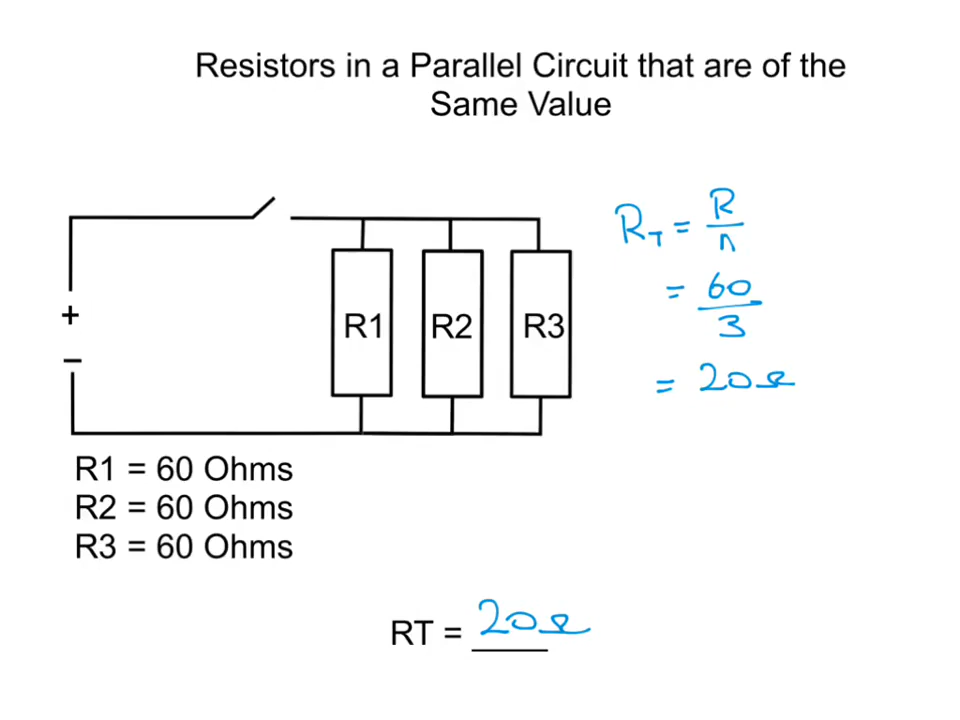 Resistors in a Parallel Circuit that are of the
Same Value
R_T = R/n
= 60/3
= 20Ω
+
−
R1 R2 R3
R1 = 60 Ohms
R2 = 60 Ohms
R3 = 60 Ohms
RT = 20Ω